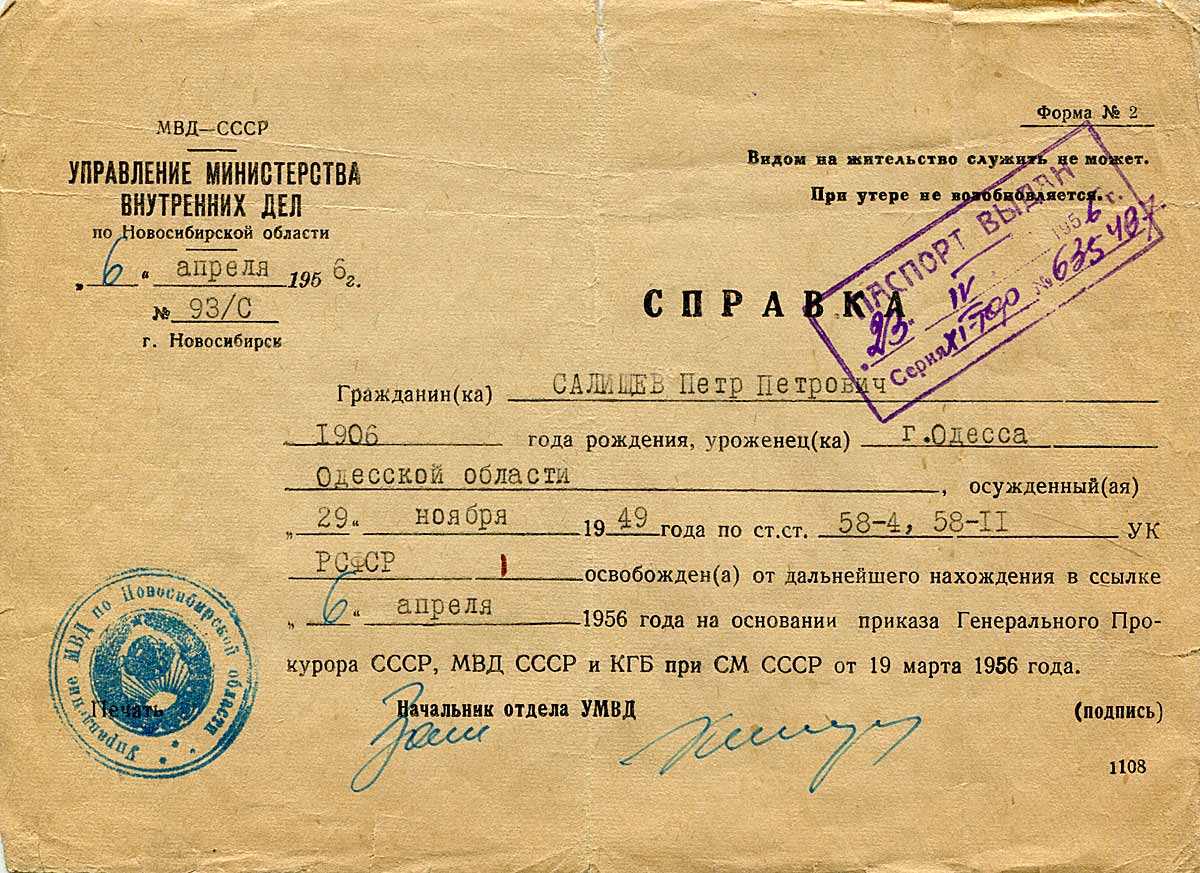 МВД—СССР
УПРАВЛЕНИЕ МИНИСТЕРСТВА
ВНУТРЕННИХ ДЕЛ
по Новосибирской области
„6“ апреля 1956г.
№ 93/С
г. Новосибирск
Форма № 2
Видом на жительство служить не может.
При утере не возобновляется.
ПАСПОРТ ВЫДАН
„23“ IV 1956 г.
Серия XI-ТОР № 635407
СПРАВКА
Гражданин(ка) САЛИЩЕВ Петр Петрович
1906 года рождения, уроженец(ка) г.Одесса
Одесской области, осужденный(ая)
„29“ ноября 1949 года по ст.ст. 58-4, 58-II УК
РСФСР освобожден(а) от дальнейшего нахождения в ссылке
„6“ апреля 1956 года на основании приказа Генерального Про-
курора СССР, МВД СССР и КГБ при СМ СССР от 19 марта 1956 года.
Управление МВД по Новосибирской области
Печать Начальник отдела УМВД (подпись)
Зам
1108